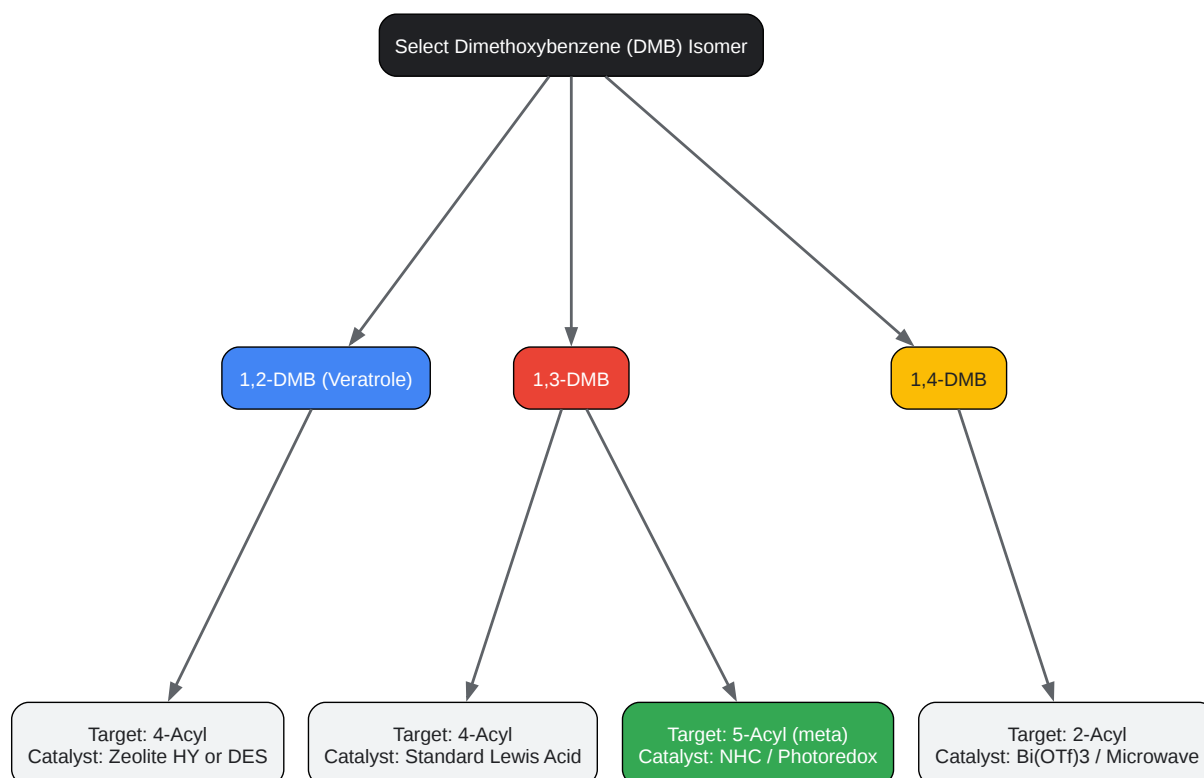 Select Dimethoxybenzene (DMB) Isomer
1,2-DMB (Veratrole)
1,3-DMB
1,4-DMB
Target: 4-Acyl
Catalyst: Zeolite HY or DES
Target: 4-Acyl
Catalyst: Standard Lewis Acid
Target: 5-Acyl (meta)
Catalyst: NHC / Photoredox
Target: 2-Acyl
Catalyst: Bi(OTf)3 / Microwave